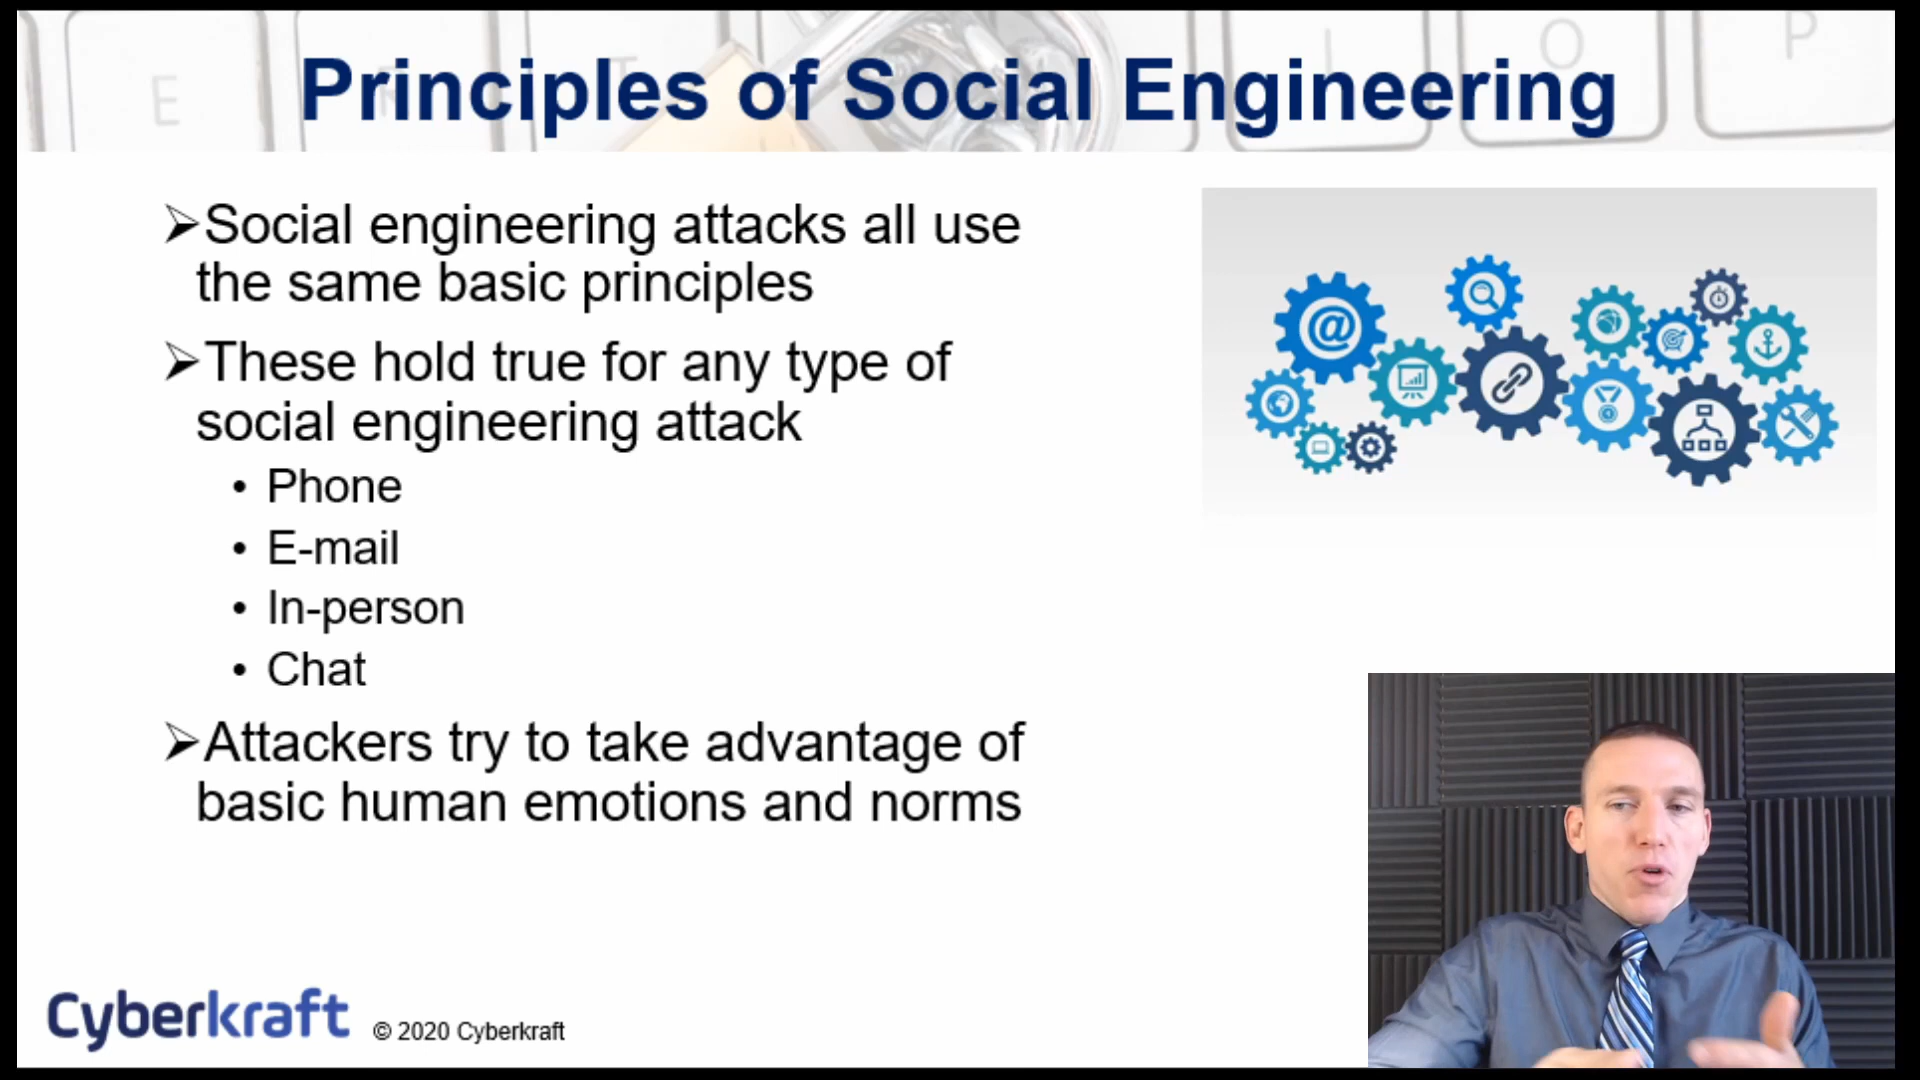 Principles of Social Engineering
➢Social engineering attacks all use
the same basic principles
➢These hold true for any type of
social engineering attack
• Phone
• E-mail
• In-person
• Chat
➢Attackers try to take advantage of
basic human emotions and norms
Cyberkraft © 2020 Cyberkraft